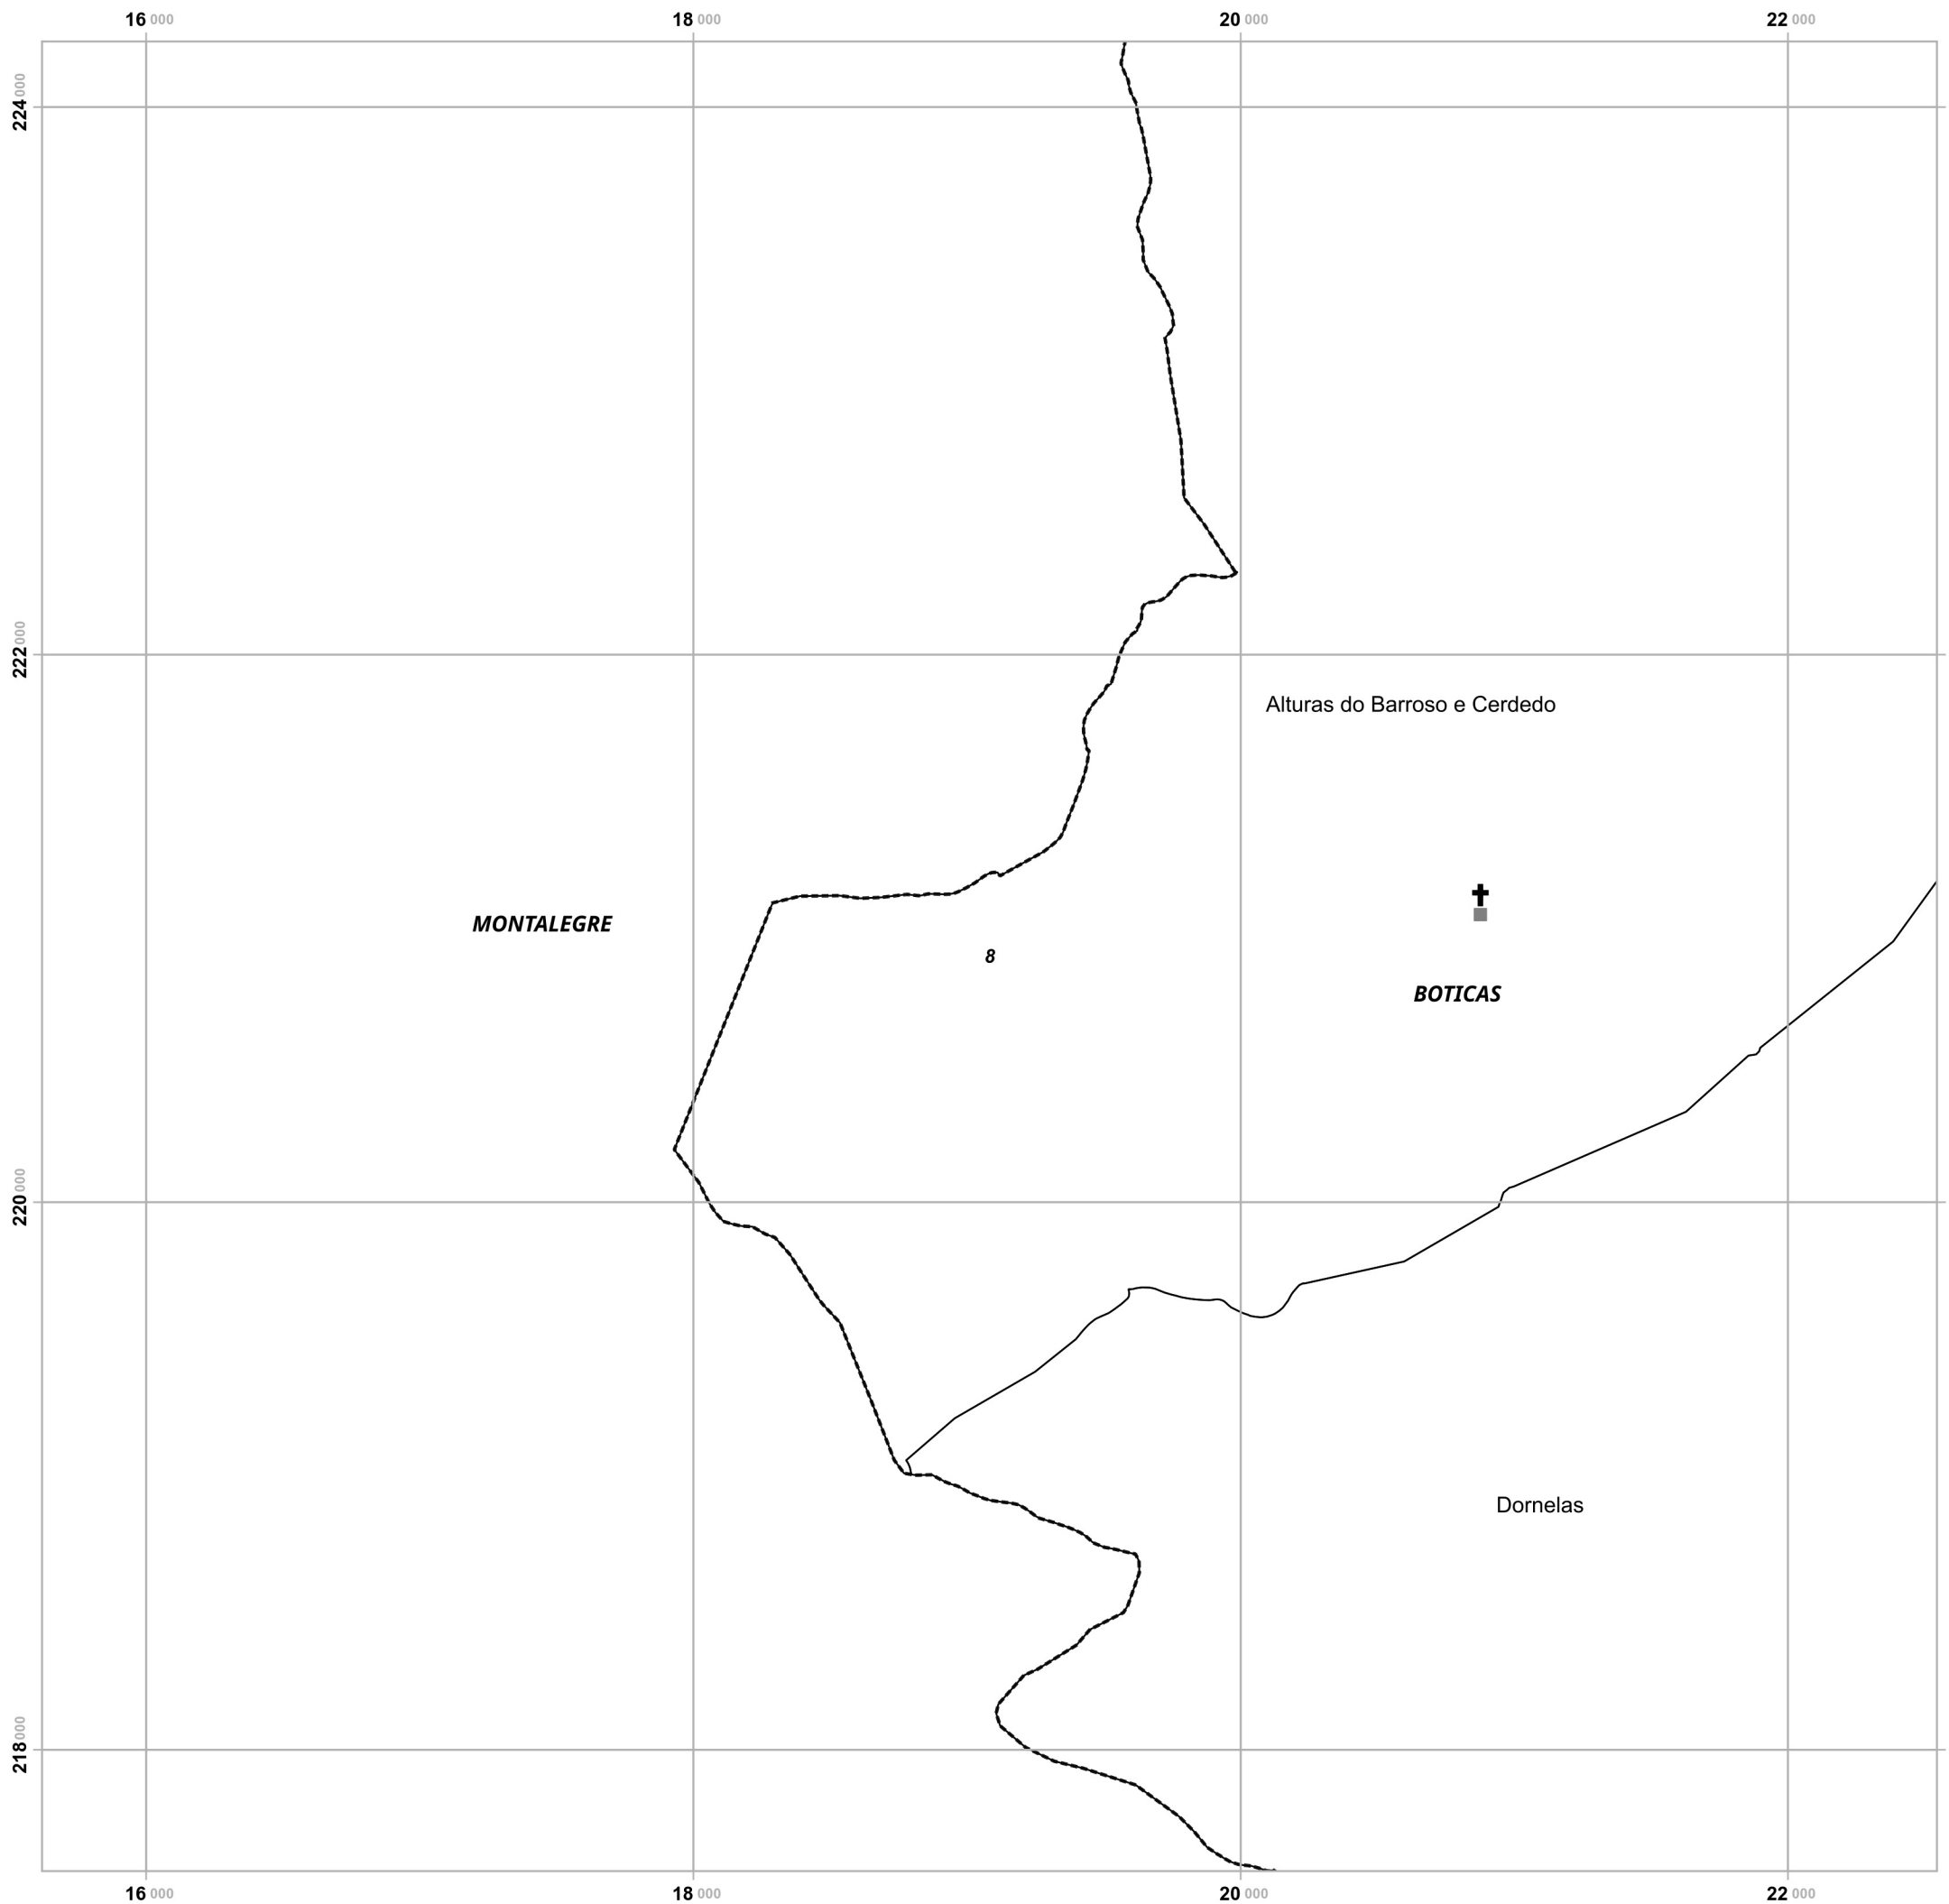 16 000 18 000 20 000 22 000
224 000
222 000
Alturas do Barroso e Cerdedo
MONTALEGRE
8
BOTICAS
220 000
Dornelas
218 000
16 000 18 000 20 000 22 000